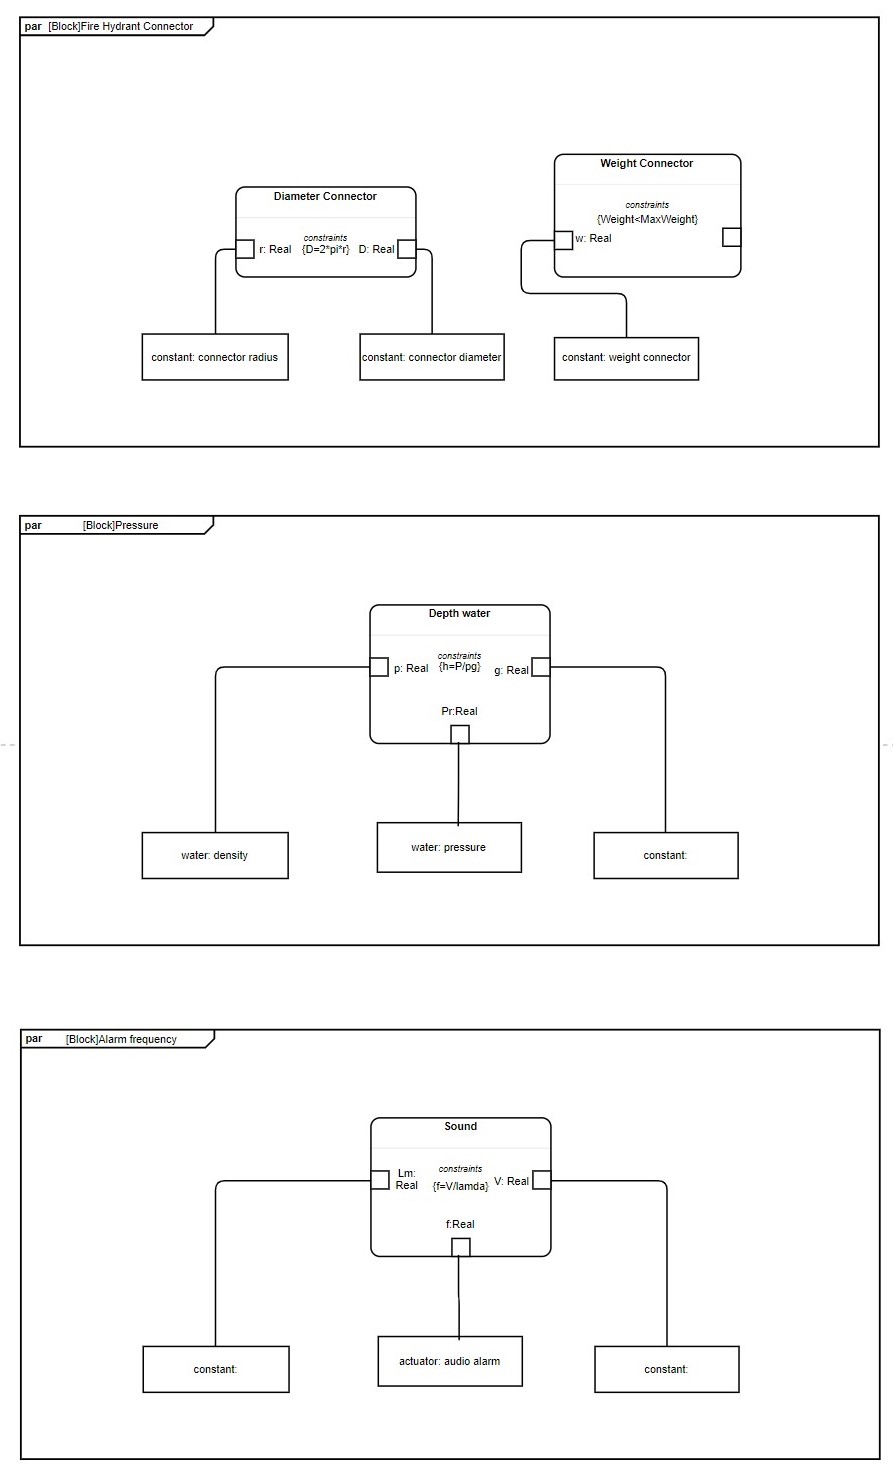 par [Block]Fire Hydrant Connector
Weight Connector
constraints
{Weight<MaxWeight}
w: Real
Diameter Connector
constraints
r: Real {D=2*pi*r} D: Real
constant: connector radius
constant: connector diameter
constant: weight connector
par [Block]Pressure
Depth water
constraints
p: Real {h=P/pg} g: Real
Pr:Real
water: density
water: pressure
constant:
par [Block]Alarm frequency
Sound
constraints
Lm:
Real {f=V/lamda} V: Real
f:Real
constant:
actuator: audio alarm
constant: